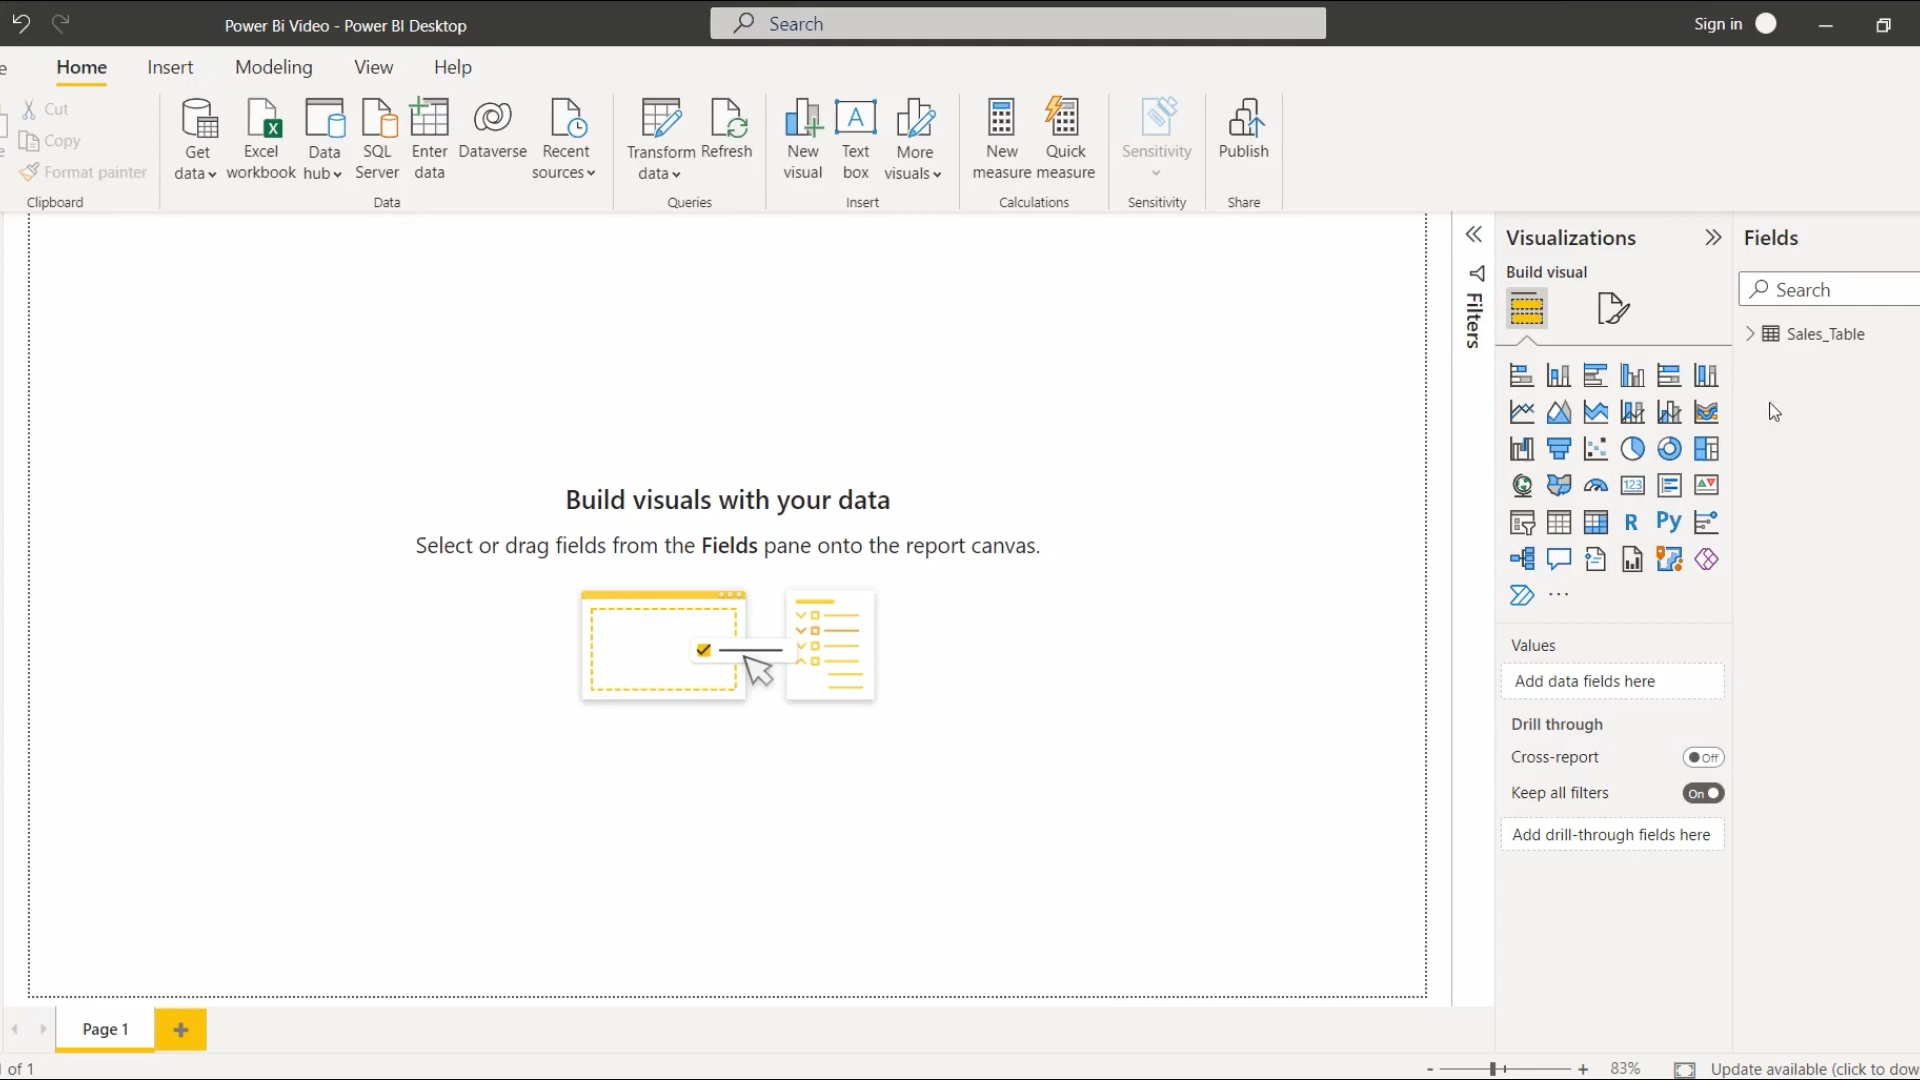 Power Bi Video - Power BI Desktop
Search
Sign in
Home
Insert
Modeling
View
Help
Cut
Copy
Format painter
Clipboard
Get data
Excel workbook
Data hub
SQL Server
Enter data
Dataverse
Recent sources
Data
Transform data
Refresh
Queries
New visual
Text box
More visuals
Insert
New measure
Quick measure
Calculations
Sensitivity
Sensitivity
Publish
Share
Build visuals with your data
Select or drag fields from the Fields pane onto the report canvas.
Filters
Visualizations
Build visual
123
R
Py
Values
Add data fields here
Drill through
Cross-report
Off
Keep all filters
On
Add drill-through fields here
Fields
Search
Sales_Table
Page 1
of 1
83%
Update available (click to dow